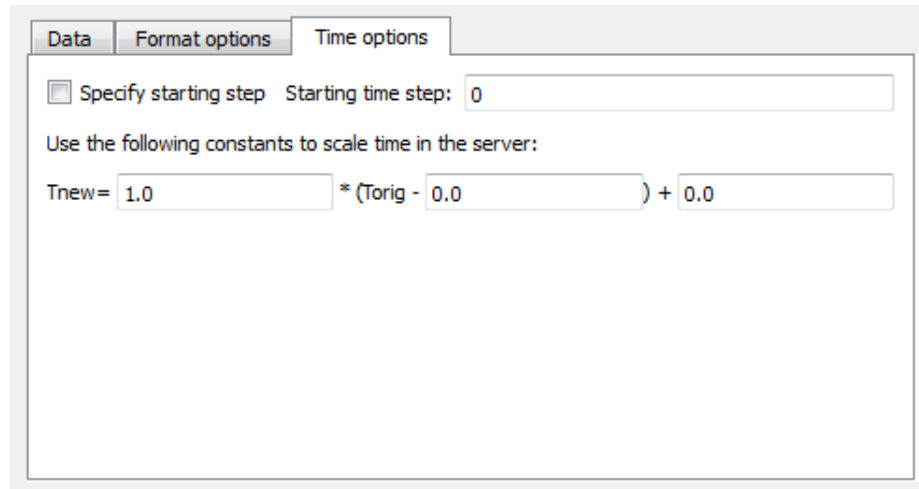 Data Format options Time options
Specify starting step Starting time step: 0
Use the following constants to scale time in the server:
Tnew= 1.0 * (Torig - 0.0 ) + 0.0